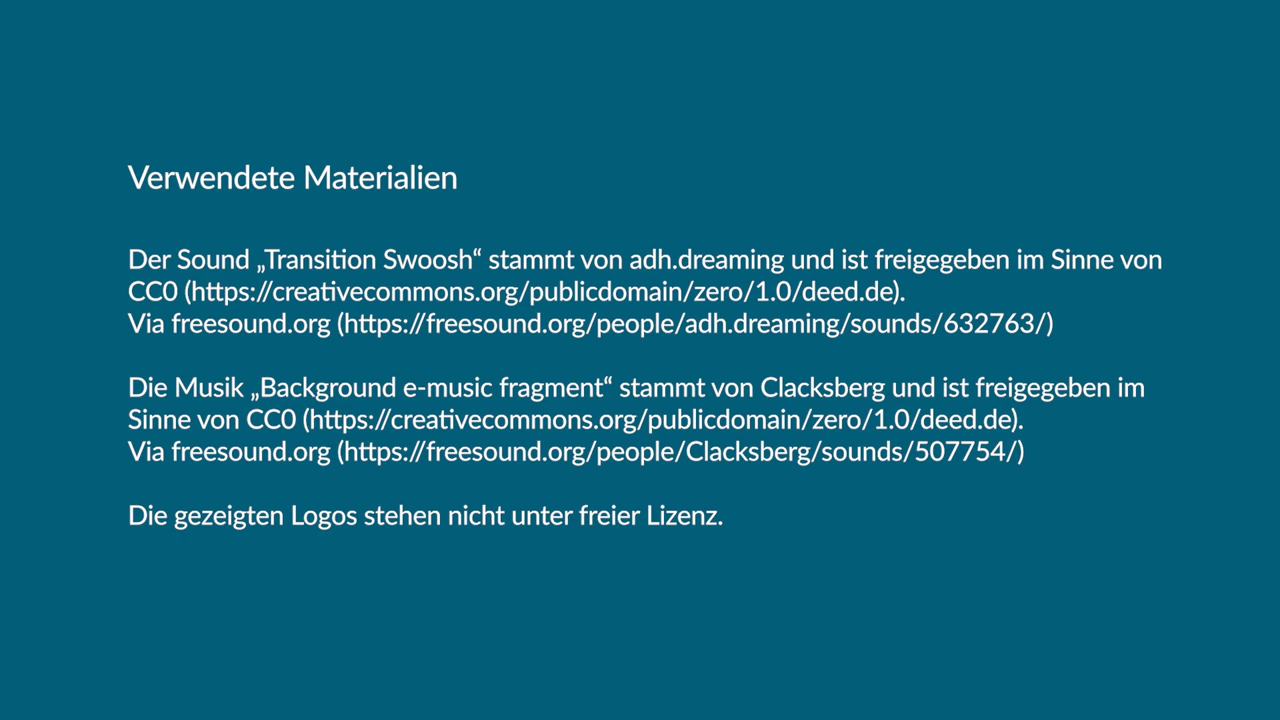 Verwendete Materialien
Der Sound „Transition Swoosh“ stammt von adh.dreaming und ist freigegeben im Sinne von
CC0 (https://creativecommons.org/publicdomain/zero/1.0/deed.de).
Via freesound.org (https://freesound.org/people/adh.dreaming/sounds/632763/)
Die Musik „Background e-music fragment“ stammt von Clacksberg und ist freigegeben im
Sinne von CC0 (https://creativecommons.org/publicdomain/zero/1.0/deed.de).
Via freesound.org (https://freesound.org/people/Clacksberg/sounds/507754/)
Die gezeigten Logos stehen nicht unter freier Lizenz.